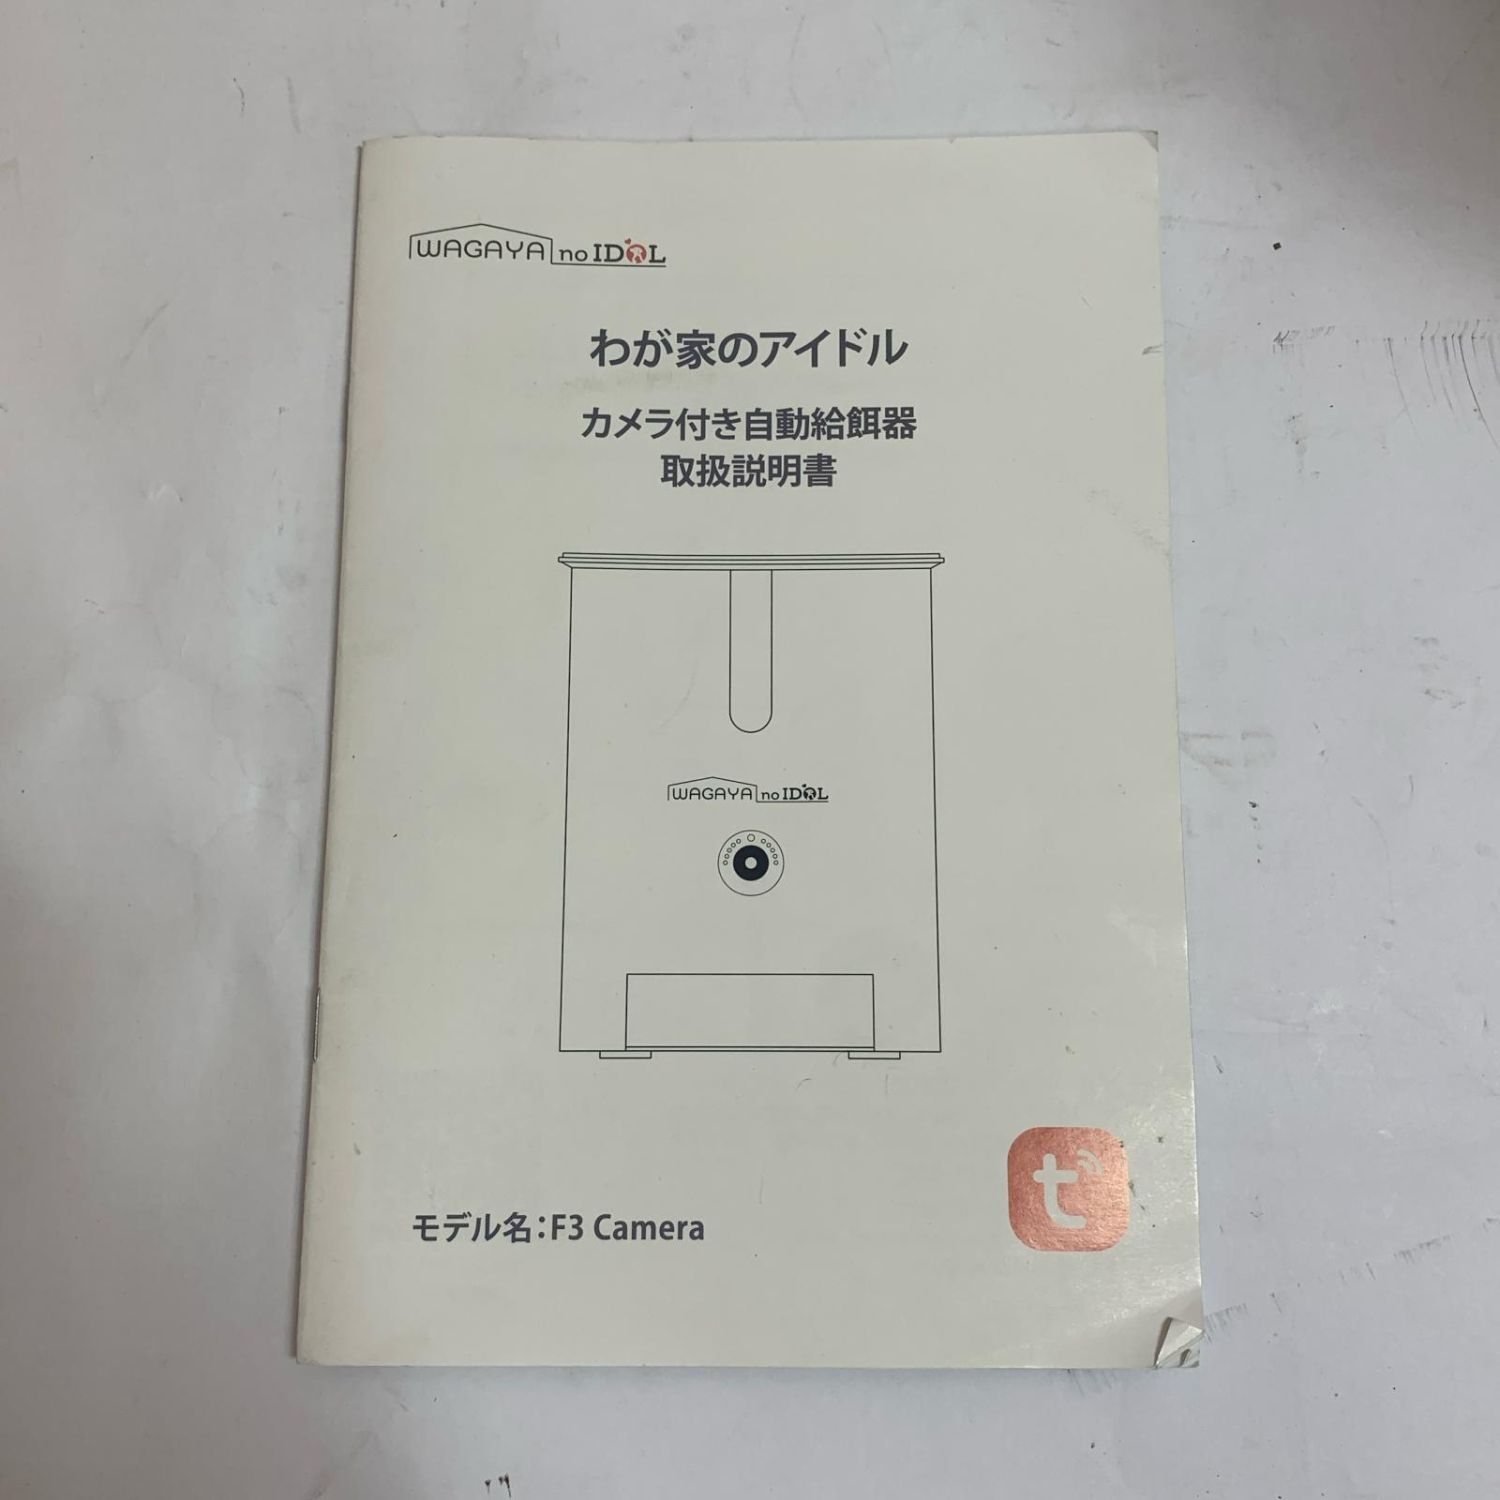 WAGAYA no IDOL
わが家のアイドル
カメラ付き自動給餌器
取扱説明書
WAGAYA no IDOL
モデル名：F3 Camera
t